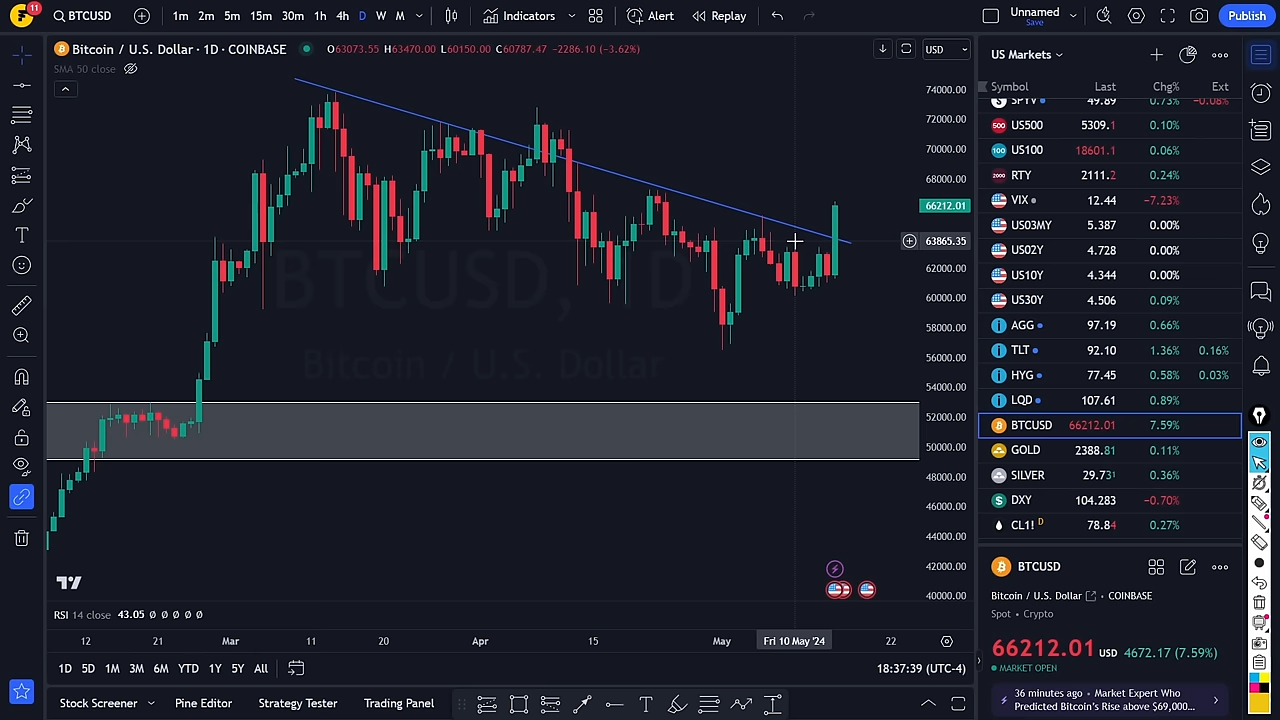 11
BTCUSD
1m 2m 5m 15m 30m 1h 4h D W M
Indicators
Alert
Replay
Unnamed
Save
Publish
Bitcoin / U.S. Dollar · 1D · COINBASE
O63073.55 H63470.00 L60150.00 C60787.47 −2286.10 (−3.62%)
USD
SMA 50 close
BTCUSD, 1D
Bitcoin / U.S. Dollar
74000.00
72000.00
70000.00
68000.00
66212.01
63865.35
62000.00
60000.00
58000.00
56000.00
54000.00
52000.00
50000.00
48000.00
46000.00
44000.00
42000.00
40000.00
RSI 14 close 43.05 ∅ ∅ ∅ ∅ ∅
12 21 Mar 11 20 Apr 15 May Fri 10 May '24 22
1D 5D 1M 3M 6M YTD 1Y 5Y All
18:37:39 (UTC-4)
Stock Screener Pine Editor Strategy Tester Trading Panel
US Markets
Symbol Last Chg% Ext
49.89 0.73% −0.08%
US500 5309.1 0.10%
US100 18601.1 0.06%
RTY 2111.2 0.24%
VIX 12.44 −7.23%
US03MY 5.387 0.00%
US02Y 4.728 0.00%
US10Y 4.344 0.00%
US30Y 4.506 0.09%
AGG 97.19 0.66%
TLT 92.10 1.36% 0.16%
HYG 77.45 0.58% 0.03%
LQD 107.61 0.89%
BTCUSD 66212.01 7.59%
GOLD 2388.81 0.11%
SILVER 29.731 0.36%
DXY 104.283 −0.70%
CL1! D 78.84 0.27%
BTCUSD
Bitcoin / U.S. Dollar · COINBASE
Spot · Crypto
66212.01 USD 4672.17 (7.59%)
MARKET OPEN
36 minutes ago · Market Expert Who
Predicted Bitcoin's Rise above $69,000...